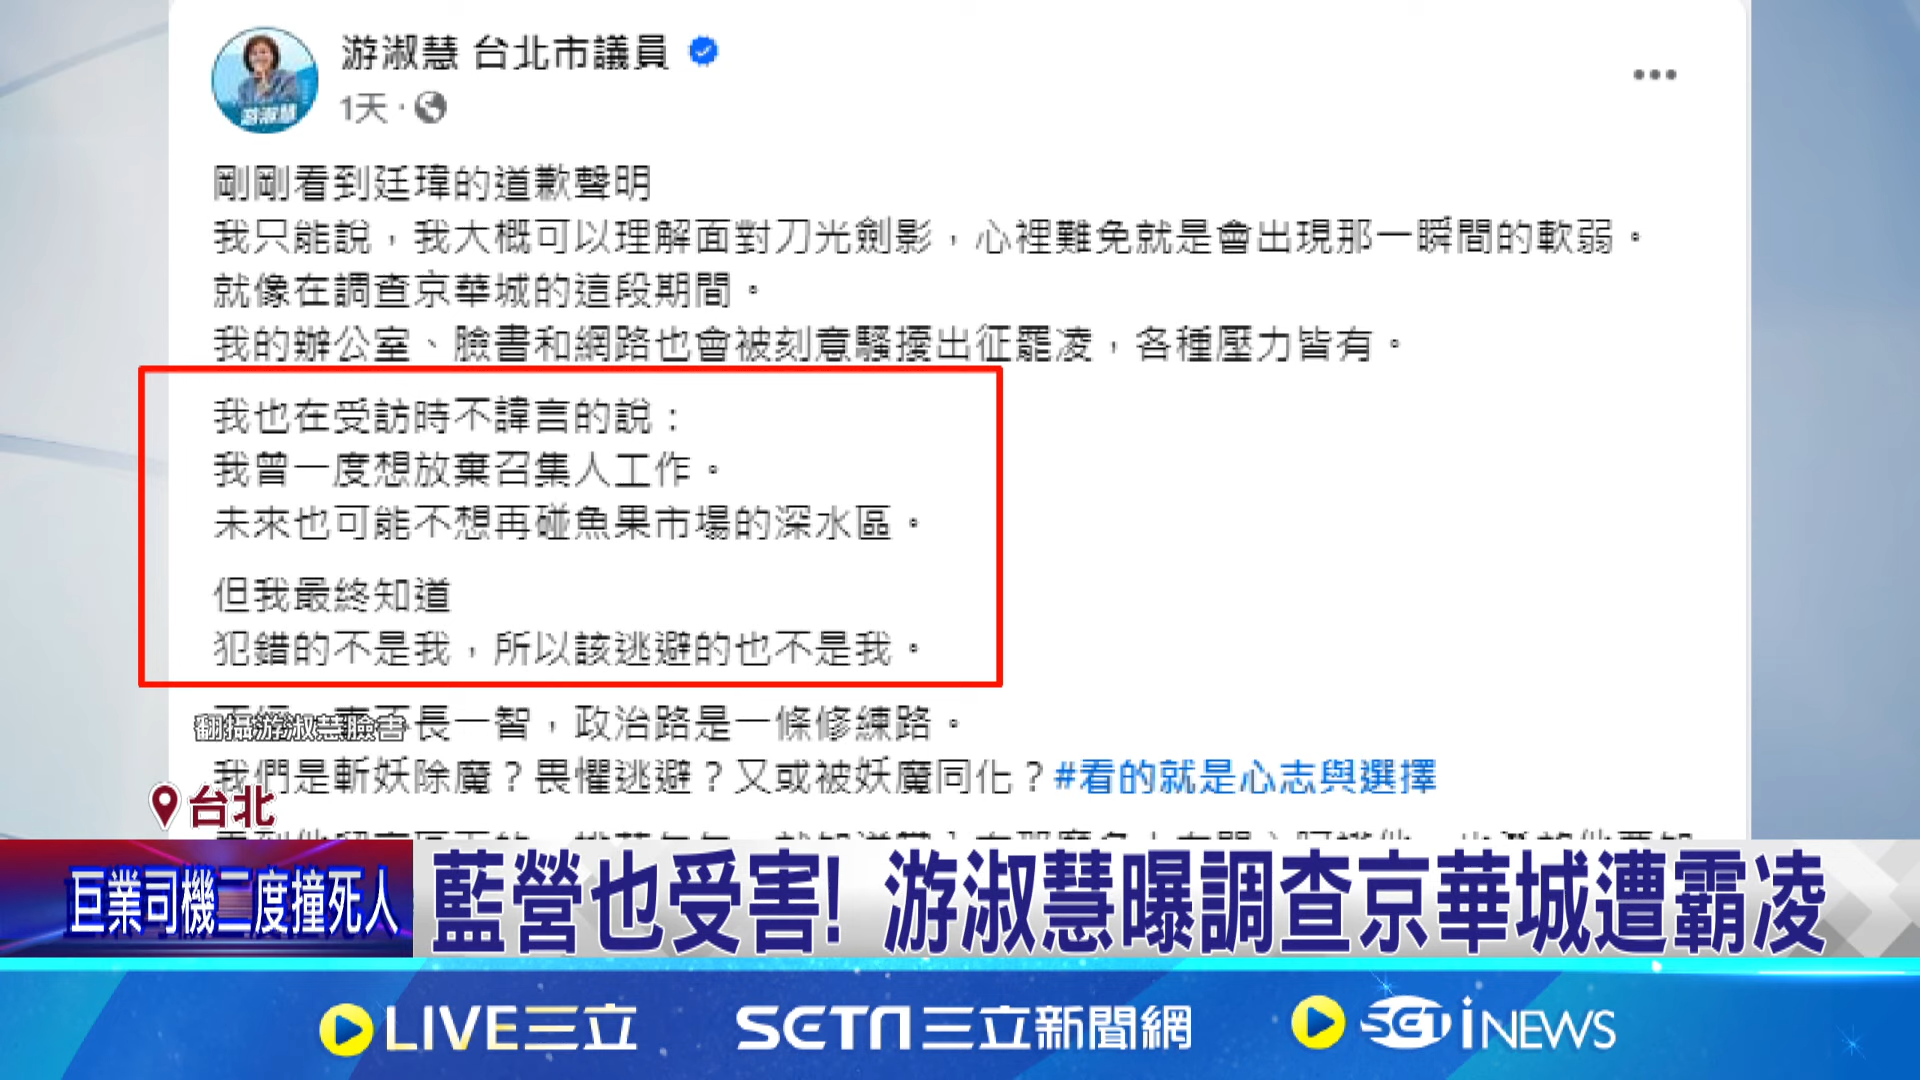 游淑慧 台北市議員
1天
游淑慧
剛剛看到廷瑋的道歉聲明
我只能說，我大概可以理解面對刀光劍影，心裡難免就是會出現那一瞬間的軟弱。
就像在調查京華城的這段期間。
我的辦公室、臉書和網路也會被刻意騷擾出征罷凌，各種壓力皆有。
我也在受訪時不諱言的說：
我曾一度想放棄召集人工作。
未來也可能不想再碰魚果市場的深水區。
但我最終知道
犯錯的不是我，所以該逃避的也不是我。
長一智，政治路是一條修練路。
翻攝游淑慧臉書
我們是斬妖除魔？畏懼逃避？又或被妖魔同化？#看的就是心志與選擇
台北
巨業司機二度撞死人
藍營也受害! 游淑慧曝調查京華城遭霸凌
LIVE三立
SETN三立新聞網
SET iNEWS